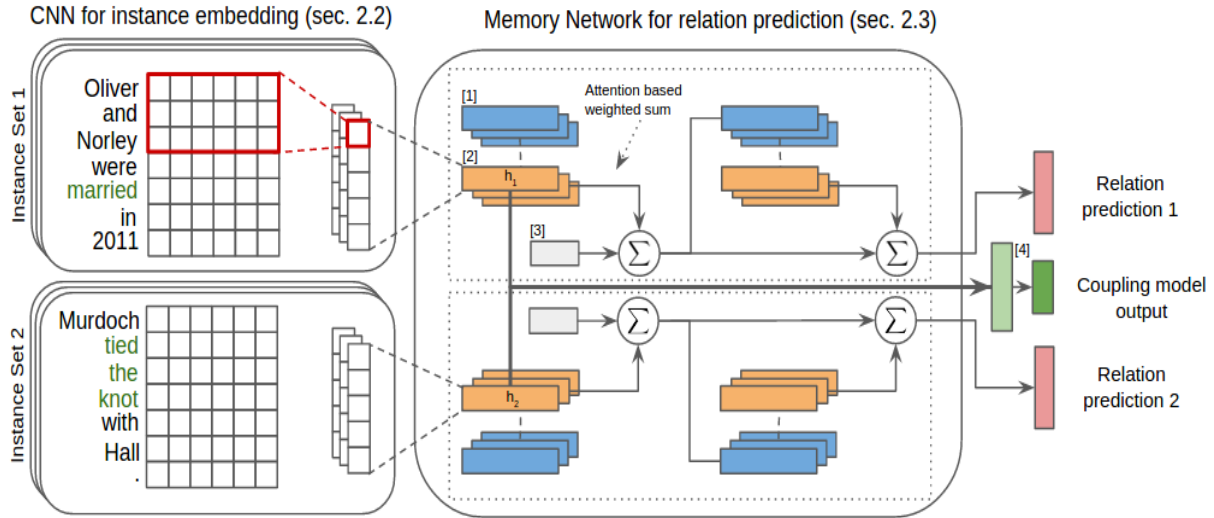 CNN for instance embedding (sec. 2.2)
Memory Network for relation prediction (sec. 2.3)
Instance Set 1
Oliver
and
Norley
were
married
in
2011
[1]
Attention based
weighted sum
[2]
h1
[3]
Σ
Σ
Relation
prediction 1
[4]
Coupling model
output
Instance Set 2
Murdoch
tied
the
knot
with
Hall
.
Σ
Σ
h2
Relation
prediction 2